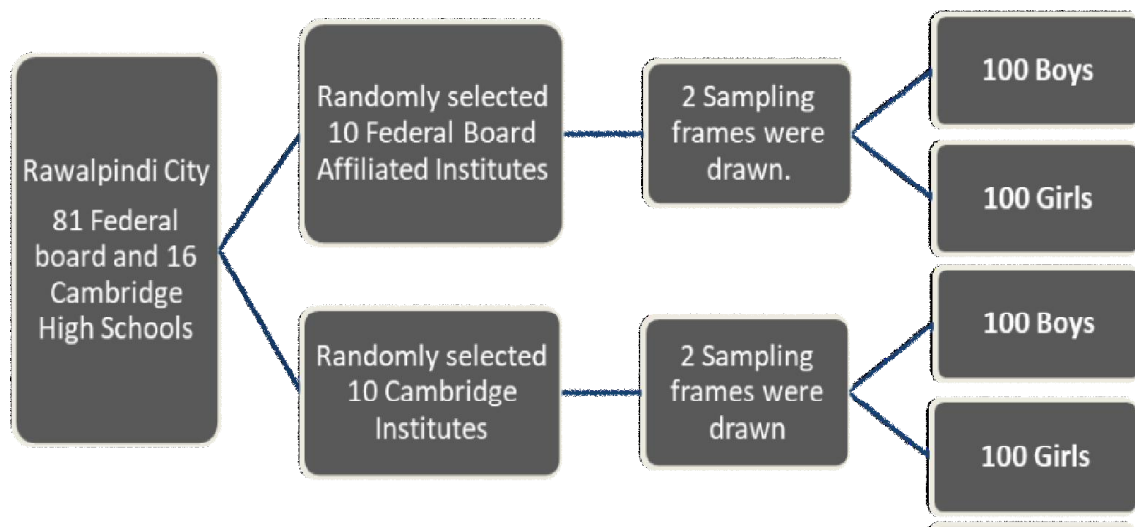 Rawalpindi City
81 Federal
board and 16
Cambridge
High Schools
Randomly selected
10 Federal Board
Affiliated Institutes
2 Sampling
frames were
drawn.
100 Boys
100 Girls
Randomly selected
10 Cambridge
Institutes
2 Sampling
frames were
drawn
100 Boys
100 Girls